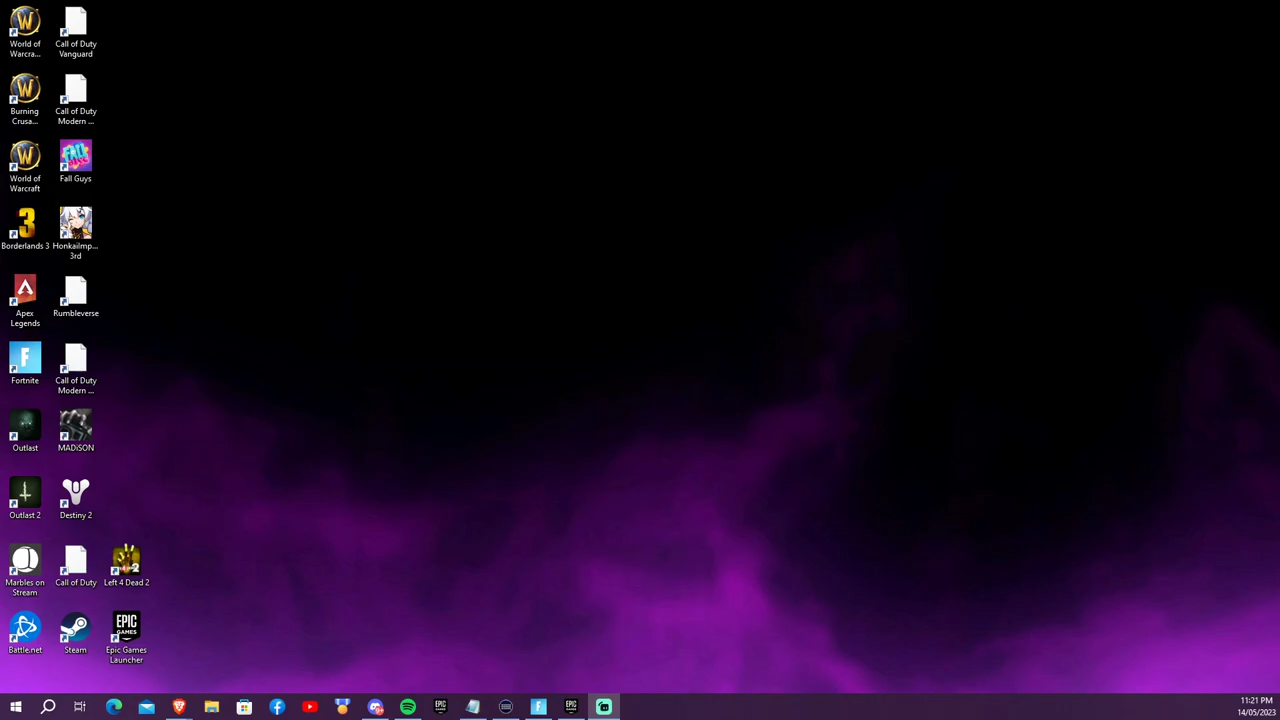 World of
Warcra...
Burning
Crusa...
World of
Warcraft
Borderlands 3
Apex
Legends
Fortnite
Outlast
Outlast 2
Marbles on
Stream
Battle.net
Call of Duty
Vanguard
Call of Duty
Modern ...
Fall Guys
HonkaiImp...
3rd
Rumbleverse
Call of Duty
Modern ...
MADiSON
Destiny 2
Call of Duty
Steam
Left 4 Dead 2
EPIC
GAMES
Epic Games
Launcher
11:21 PM
14/05/2023